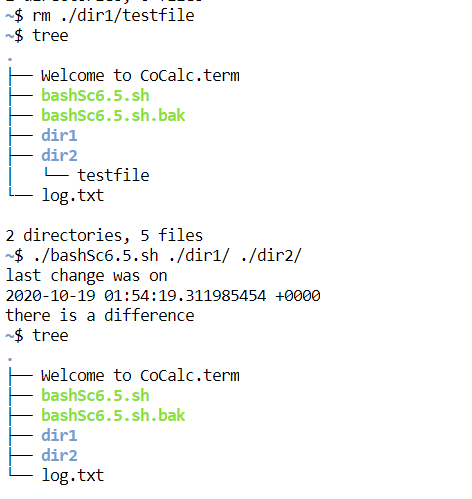 ~$ rm ./dir1/testfile
~$ tree
.
├── Welcome to CoCalc.term
├── bashSc6.5.sh
├── bashSc6.5.sh.bak
├── dir1
├── dir2
│   └── testfile
└── log.txt

2 directories, 5 files
~$ ./bashSc6.5.sh ./dir1/ ./dir2/
last change was on
2020-10-19 01:54:19.311985454 +0000
there is a difference
~$ tree
.
├── Welcome to CoCalc.term
├── bashSc6.5.sh
├── bashSc6.5.sh.bak
├── dir1
├── dir2
└── log.txt